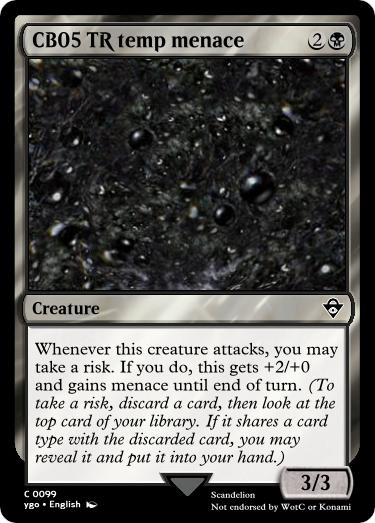 CB05 TR temp menace 2
Creature
Whenever this creature attacks, you may
take a risk. If you do, this gets +2/+0
and gains menace until end of turn. (To
take a risk, discard a card, then look at the
top card of your library. If it shares a card
type with the discarded card, you may
reveal it and put it into your hand.)
3/3
C 0099
ygo • English
Scandelion
Not endorsed by WotC or Konami